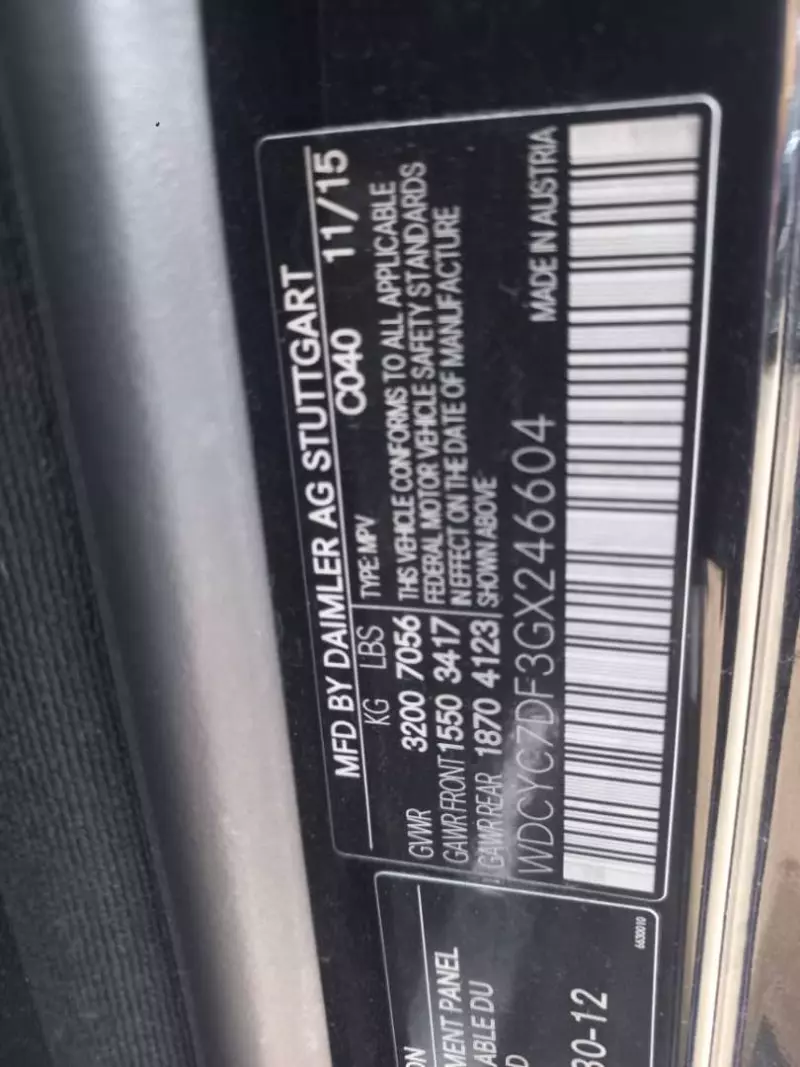 MFD BY DAIMLER AG STUTTGART
KG LBS C040 11/15
TYPE: MPV
GVWR 3200 7056 THIS VEHICLE CONFORMS TO ALL APPLICABLE
GAWR FRONT 1550 3417 FEDERAL MOTOR VEHICLE SAFETY STANDARDS
IN EFFECT ON THE DATE OF MANUFACTURE
GAWR REAR 1870 4123 SHOWN ABOVE
WDCYC7DF3GX246604 MADE IN AUSTRIA
ON
MENT PANEL
ABLE DU
D
30-12
6630010